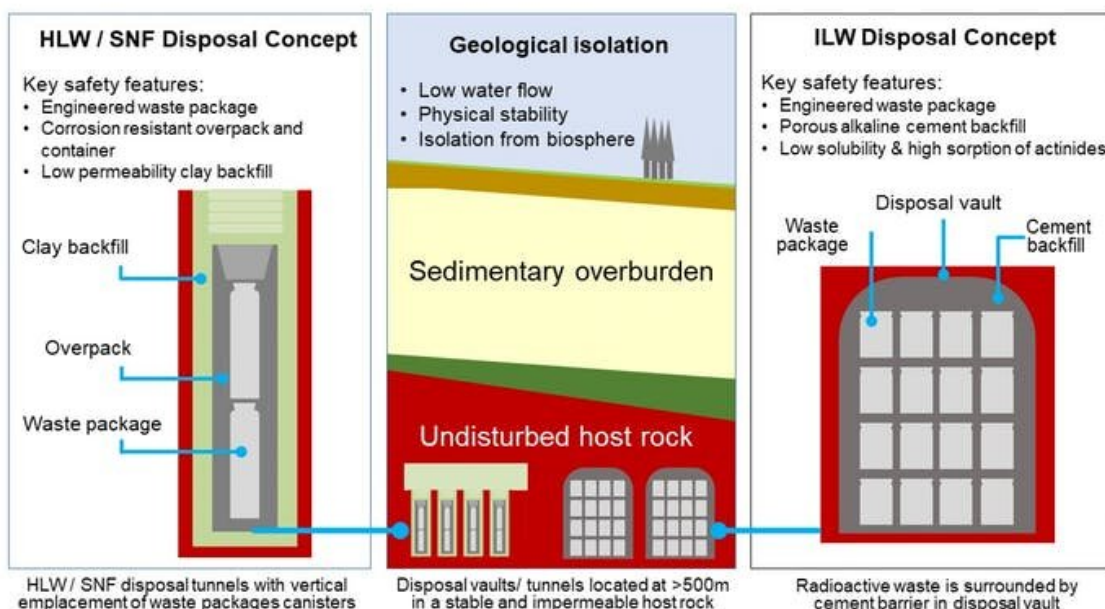 HLW / SNF Disposal Concept
Key safety features:
• Engineered waste package
• Corrosion resistant overpack and
container
• Low permeability clay backfill
Clay backfill
Overpack
Waste package
HLW / SNF disposal tunnels with vertical
emplacement of waste packages canisters
Geological isolation
• Low water flow
• Physical stability
• Isolation from biosphere
Sedimentary overburden
Undisturbed host rock
Disposal vaults/ tunnels located at >500m
in a stable and impermeable host rock
ILW Disposal Concept
Key safety features:
• Engineered waste package
• Porous alkaline cement backfill
• Low solubility & high sorption of actinides
Disposal vault
Waste
package
Cement
backfill
Radioactive waste is surrounded by
cement barrier in disposal vault